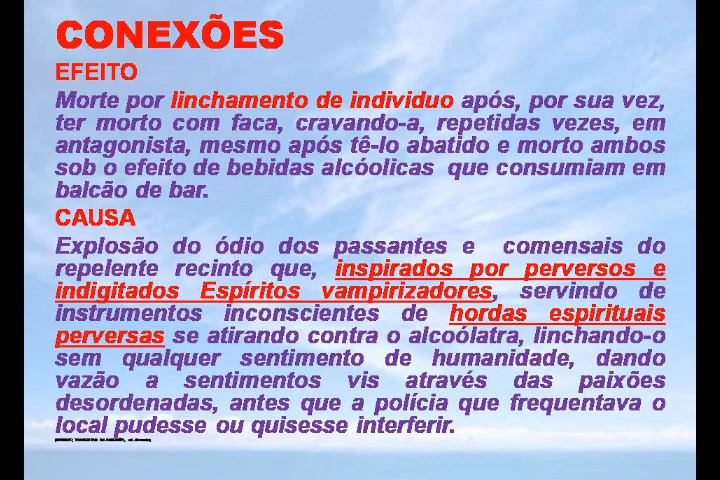 CONEXÕES
EFEITO
Morte por linchamento de individuo após, por sua vez,
ter morto com faca, cravando-a, repetidas vezes, em
antagonista, mesmo após tê-lo abatido e morto ambos
sob o efeito de bebidas alcóolicas que consumiam em
balcão de bar.
CAUSA
Explosão do ódio dos passantes e comensais do
repelente recinto que, inspirados por perversos e
indigitados Espíritos vampirizadores, servindo de
instrumentos inconscientes de hordas espirituais
perversas se atirando contra o alcoólatra, linchando-o
sem qualquer sentimento de humanidade, dando
vazão a sentimentos vis através das paixões
desordenadas, antes que a polícia que frequentava o
local pudesse ou quisesse interferir.